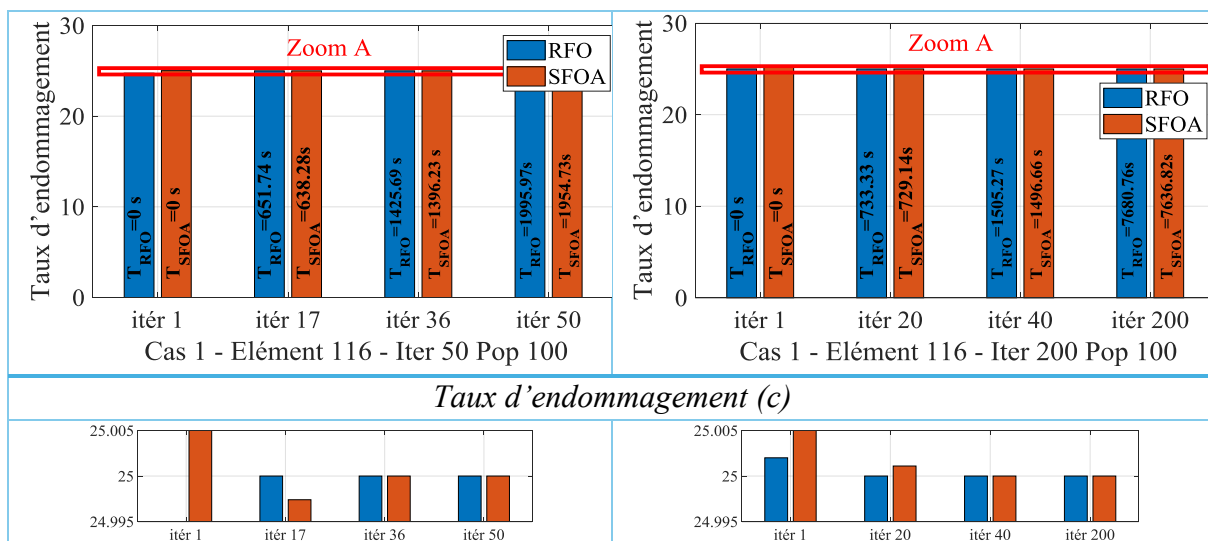 30
20
10
0
Taux d'endommagement
Zoom A
RFO
SFOA
T_RFO=0 s
T_SFOA=0 s
T_RFO=651.74 s
T_SFOA=638.28s
T_RFO=1425.69 s
T_SFOA=1396.23 s
T_RFO=1995.97s
T_SFOA=1954.73s
itér 1 itér 17 itér 36 itér 50
Cas 1 - Elément 116 - Iter 50 Pop 100
30
20
10
0
Taux d'endommagement
Zoom A
RFO
SFOA
T_RFO=0 s
T_SFOA=0 s
T_RFO=733.33 s
T_SFOA=729.14s
T_RFO=1505.27 s
T_SFOA=1496.66 s
T_RFO=7680.76s
T_SFOA=7636.82s
itér 1 itér 20 itér 40 itér 200
Cas 1 - Elément 116 - Iter 200 Pop 100
Taux d'endommagement (c)
25.005
25
24.995
itér 1 itér 17 itér 36 itér 50
25.005
25
24.995
itér 1 itér 20 itér 40 itér 200